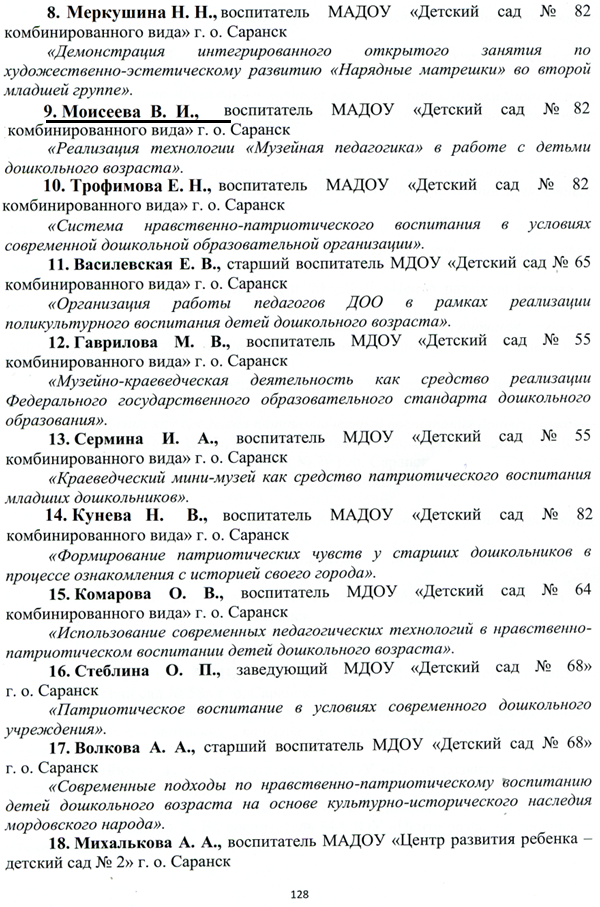 8. Меркушина Н. Н., воспитатель МАДОУ «Детский сад № 82
комбинированного вида» г. о. Саранск
«Демонстрация интегрированного открытого занятия по
художественно-эстетическому развитию «Нарядные матрешки» во второй
младшей группе».
9. Моисеева В. И., воспитатель МАДОУ «Детский сад № 82
комбинированного вида» г. о. Саранск
«Реализация технологии «Музейная педагогика» в работе с детьми
дошкольного возраста».
10. Трофимова Е. Н., воспитатель МАДОУ «Детский сад № 82
комбинированного вида» г. о. Саранск
«Система нравственно-патриотического воспитания в условиях
современной дошкольной образовательной организации».
11. Василевская Е. В., старший воспитатель МДОУ «Детский сад № 65
комбинированного вида» г. о. Саранск
«Организация работы педагогов ДОО в рамках реализации
поликультурного воспитания детей дошкольного возраста».
12. Гаврилова М. В., воспитатель МДОУ «Детский сад № 55
комбинированного вида» г. о. Саранск
«Музейно-краеведческая деятельность как средство реализации
Федерального государственного образовательного стандарта дошкольного
образования».
13. Сермина И. А., воспитатель МДОУ «Детский сад № 55
комбинированного вида» г. о. Саранск
«Краеведческий мини-музей как средство патриотического воспитания
младших дошкольников».
14. Кунева Н. В., воспитатель МАДОУ «Детский сад № 82
комбинированного вида» г. о. Саранск
«Формирование патриотических чувств у старших дошкольников в
процессе ознакомления с историей своего города».
15. Комарова О. В., воспитатель МДОУ «Детский сад № 64
комбинированного вида» г. о. Саранск
«Использование современных педагогических технологий в нравственно-
патриотическом воспитании детей дошкольного возраста».
16. Стеблина О. П., заведующий МДОУ «Детский сад № 68»
г. о. Саранск
«Патриотическое воспитание в условиях современного дошкольного
учреждения».
17. Волкова А. А., старший воспитатель МДОУ «Детский сад № 68»
г. о. Саранск
«Современные подходы по нравственно-патриотическому воспитанию
детей дошкольного возраста на основе культурно-исторического наследия
мордовского народа».
18. Михалькова А. А., воспитатель МАДОУ «Центр развития ребенка –
детский сад № 2» г. о. Саранск
128